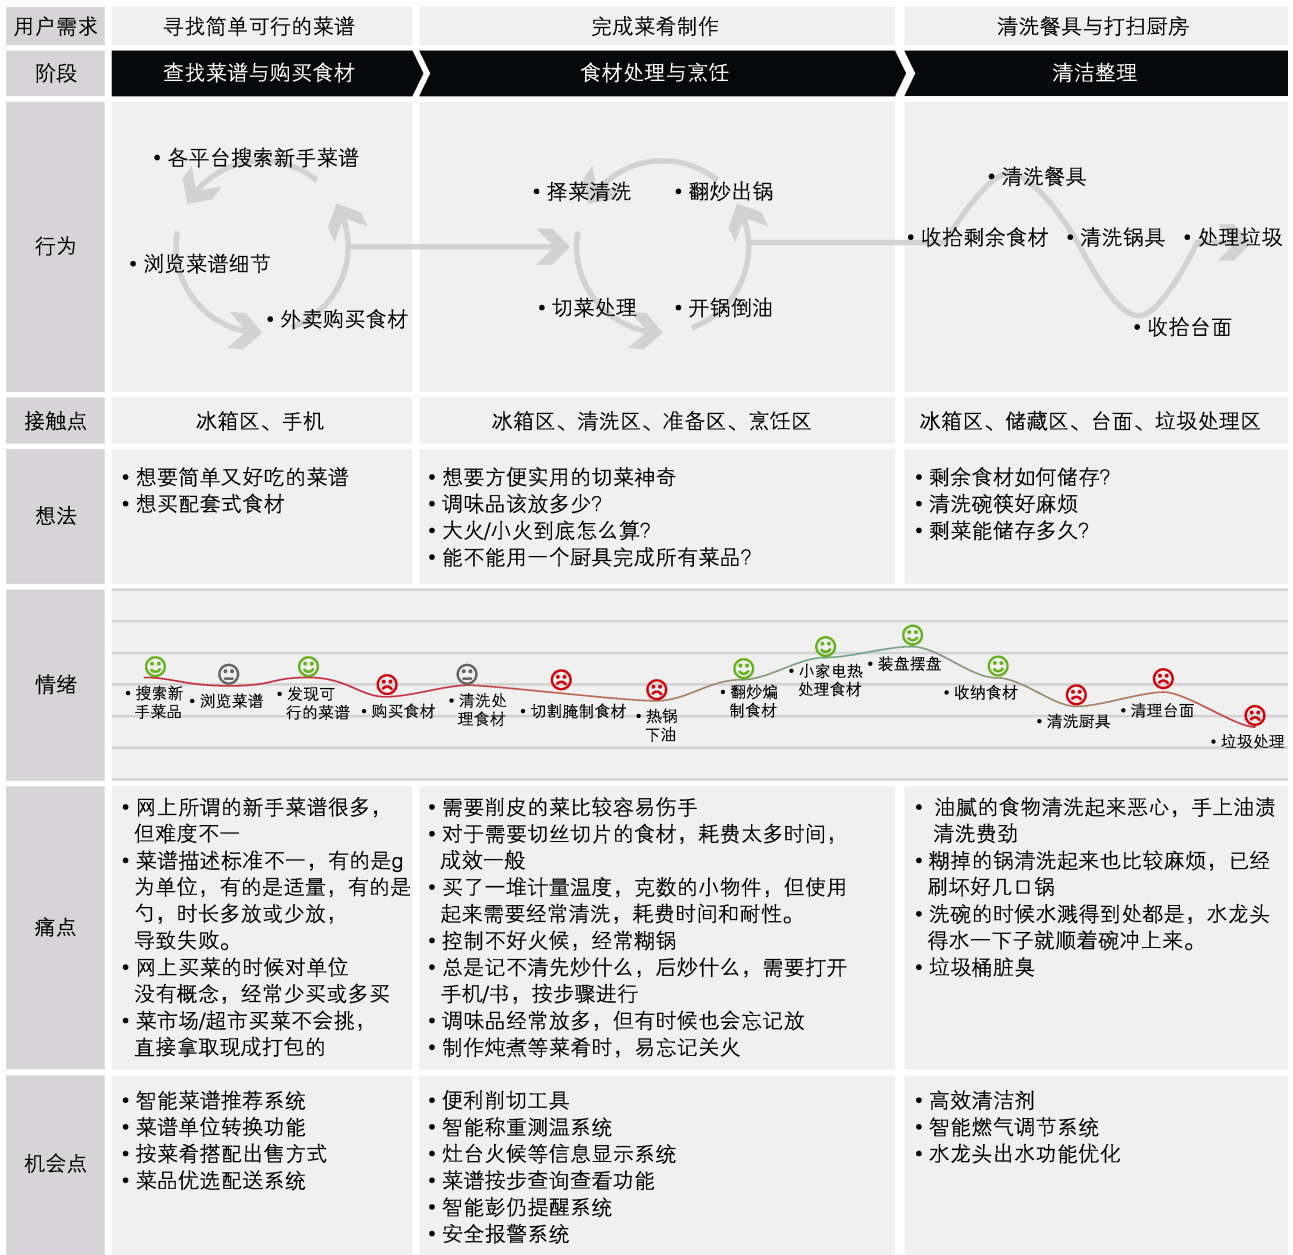 用户需求
寻找简单可行的菜谱
完成菜肴制作
清洗餐具与打扫厨房
阶段
查找菜谱与购买食材
食材处理与烹饪
清洁整理
行为
• 各平台搜索新手菜谱
• 浏览菜谱细节
• 外卖购买食材
• 择菜清洗
• 翻炒出锅
• 切菜处理
• 开锅倒油
• 清洗餐具
• 收拾剩余食材
• 清洗锅具
• 处理垃圾
• 收拾台面
接触点
冰箱区、手机
冰箱区、清洗区、准备区、烹饪区
冰箱区、储藏区、台面、垃圾处理区
想法
• 想要简单又好吃的菜谱
• 想买配套式食材
• 想要方便实用的切菜神奇
• 调味品该放多少?
• 大火/小火到底怎么算?
• 能不能用一个厨具完成所有菜品?
• 剩余食材如何储存?
• 清洗碗筷好麻烦
• 剩菜能储存多久?
情绪
• 搜索新
手菜品
• 浏览菜谱
• 发现可
行的菜谱
• 购买食材
• 清洗处
理食材
• 切割腌制食材
• 热锅
下油
• 翻炒煸
制食材
• 小家电热
处理食材
• 装盘摆盘
• 收纳食材
• 清洗厨具
• 清理台面
• 垃圾处理
痛点
• 网上所谓的新手菜谱很多，
但难度不一
• 菜谱描述标准不一，有的是g
为单位，有的是适量，有的是
勺，时长多放或少放，
导致失败。
• 网上买菜的时候对单位
没有概念，经常少买或多买
• 菜市场/超市买菜不会挑，
直接拿取现成打包的
• 需要削皮的菜比较容易伤手
• 对于需要切丝切片的食材，耗费太多时间，
成效一般
• 买了一堆计量温度，克数的小物件，但使用
起来需要经常清洗，耗费时间和耐性。
• 控制不好火候，经常糊锅
• 总是记不清先炒什么，后炒什么，需要打开
手机/书，按步骤进行
• 调味品经常放多，但有时候也会忘记放
• 制作炖煮等菜肴时，易忘记关火
• 油腻的食物清洗起来恶心，手上油渍
清洗费劲
• 糊掉的锅清洗起来也比较麻烦，已经
刷坏好几口锅
• 洗碗的时候水溅得到处都是，水龙头
得水一下子就顺着碗冲上来。
• 垃圾桶脏臭
机会点
• 智能菜谱推荐系统
• 菜谱单位转换功能
• 按菜肴搭配出售方式
• 菜品优选配送系统
• 便利削切工具
• 智能称重测温系统
• 灶台火候等信息显示系统
• 菜谱按步查询查看功能
• 智能彭仍提醒系统
• 安全报警系统
• 高效清洁剂
• 智能燃气调节系统
• 水龙头出水功能优化